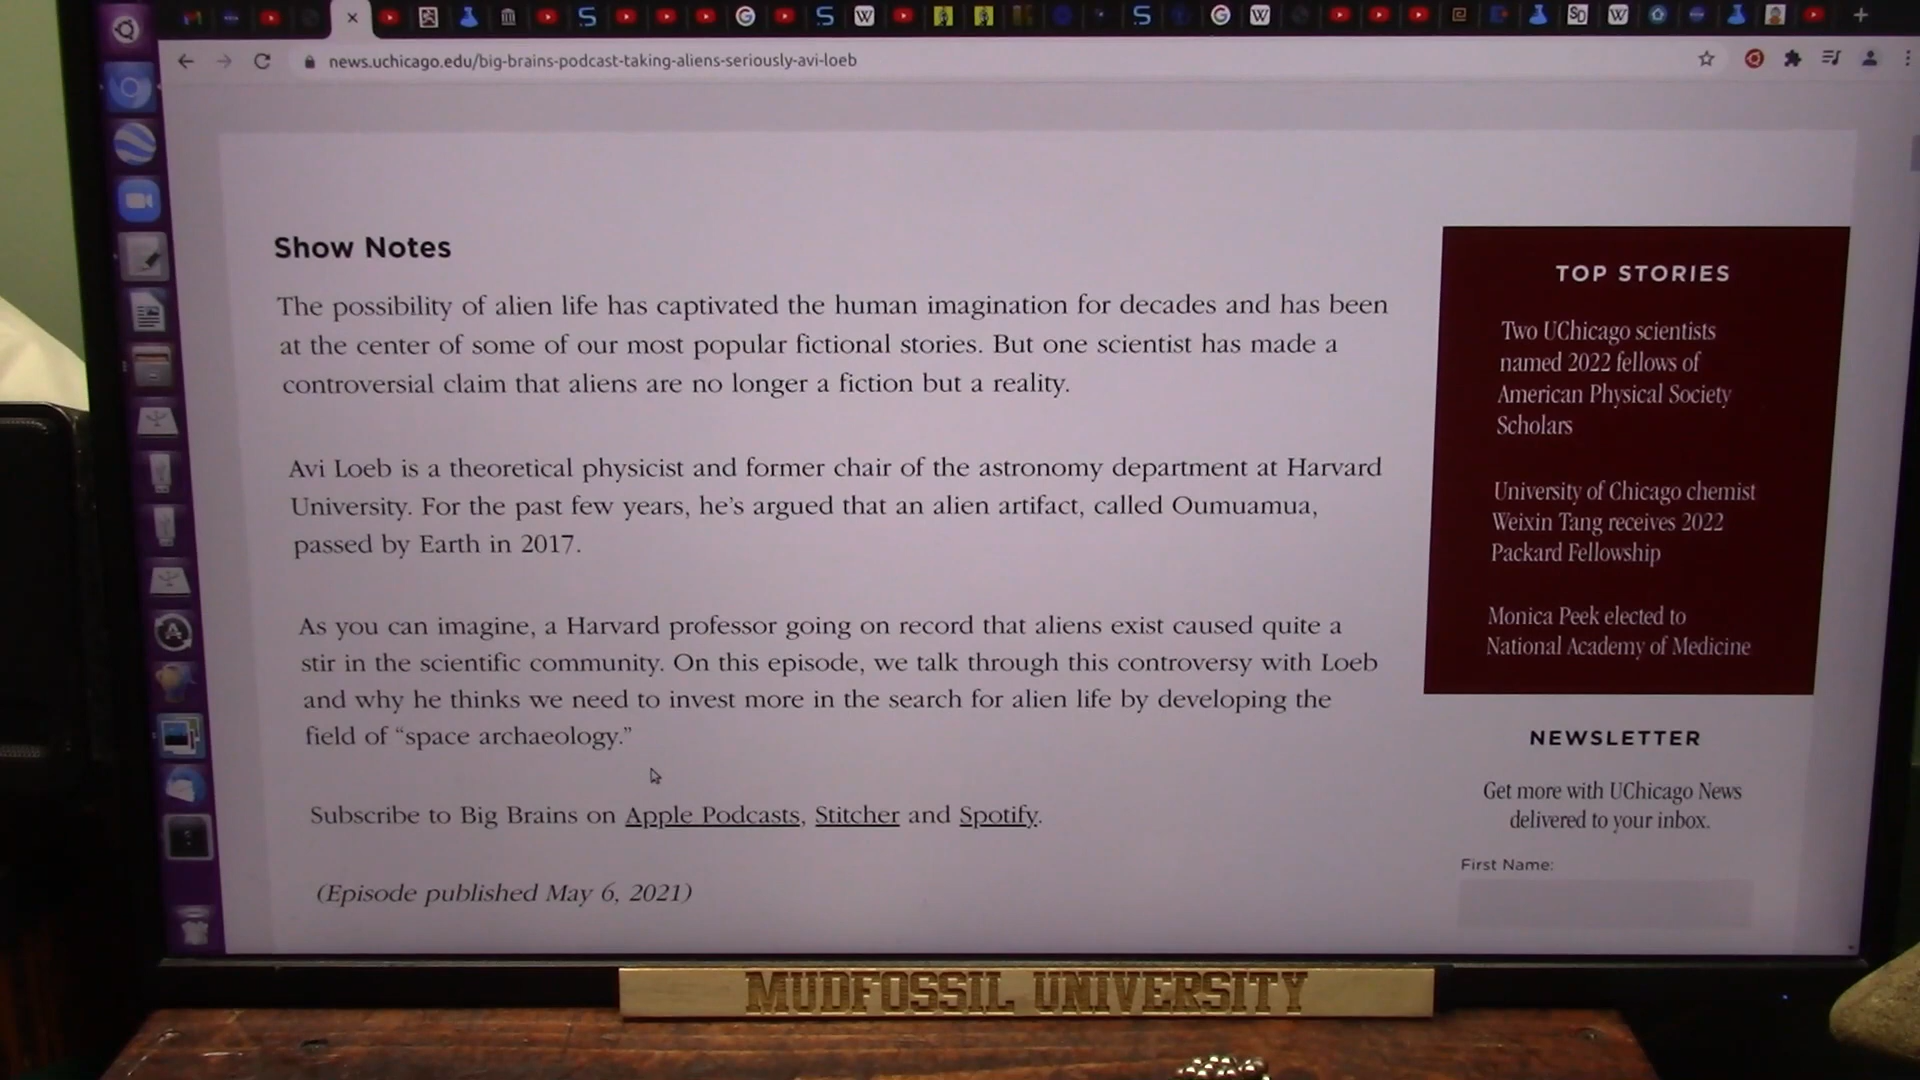 news.uchicago.edu/big-brains-podcast-taking-aliens-seriously-avi-loeb
Show Notes
The possibility of alien life has captivated the human imagination for decades and has been
at the center of some of our most popular fictional stories. But one scientist has made a
controversial claim that aliens are no longer a fiction but a reality.
Avi Loeb is a theoretical physicist and former chair of the astronomy department at Harvard
University. For the past few years, he’s argued that an alien artifact, called Oumuamua,
passed by Earth in 2017.
As you can imagine, a Harvard professor going on record that aliens exist caused quite a
stir in the scientific community. On this episode, we talk through this controversy with Loeb
and why he thinks we need to invest more in the search for alien life by developing the
field of “space archaeology.”
Subscribe to Big Brains on Apple Podcasts, Stitcher and Spotify.
(Episode published May 6, 2021)
TOP STORIES
Two UChicago scientists
named 2022 fellows of
American Physical Society
Scholars
University of Chicago chemist
Weixin Tang receives 2022
Packard Fellowship
Monica Peek elected to
National Academy of Medicine
NEWSLETTER
Get more with UChicago News
delivered to your inbox.
First Name:
MUDFOSSIL UNIVERSITY